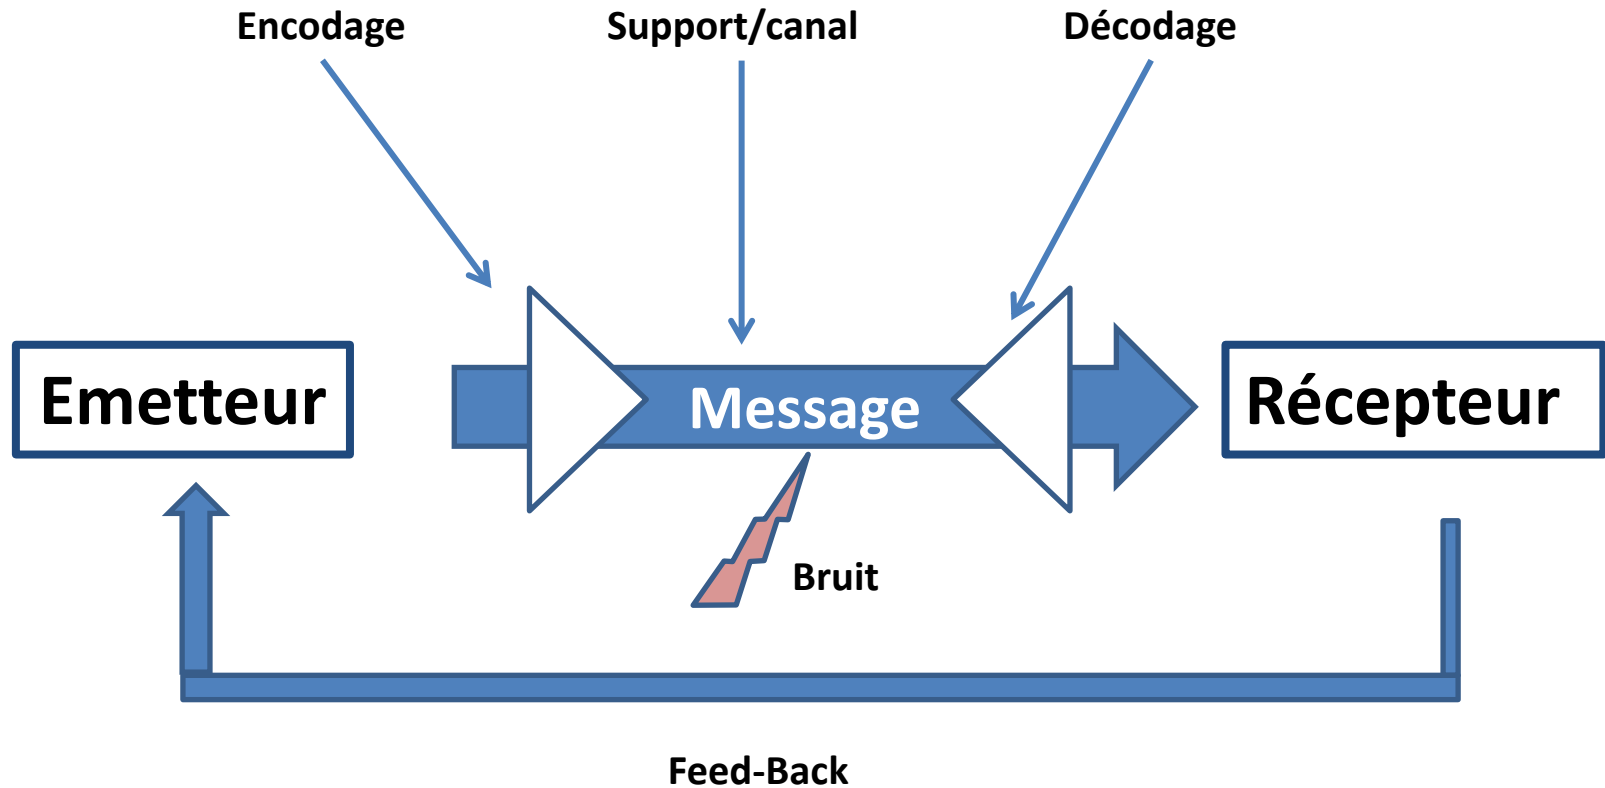 Encodage
Support/canal
Décodage
Emetteur
Message
Récepteur
Bruit
Feed-Back